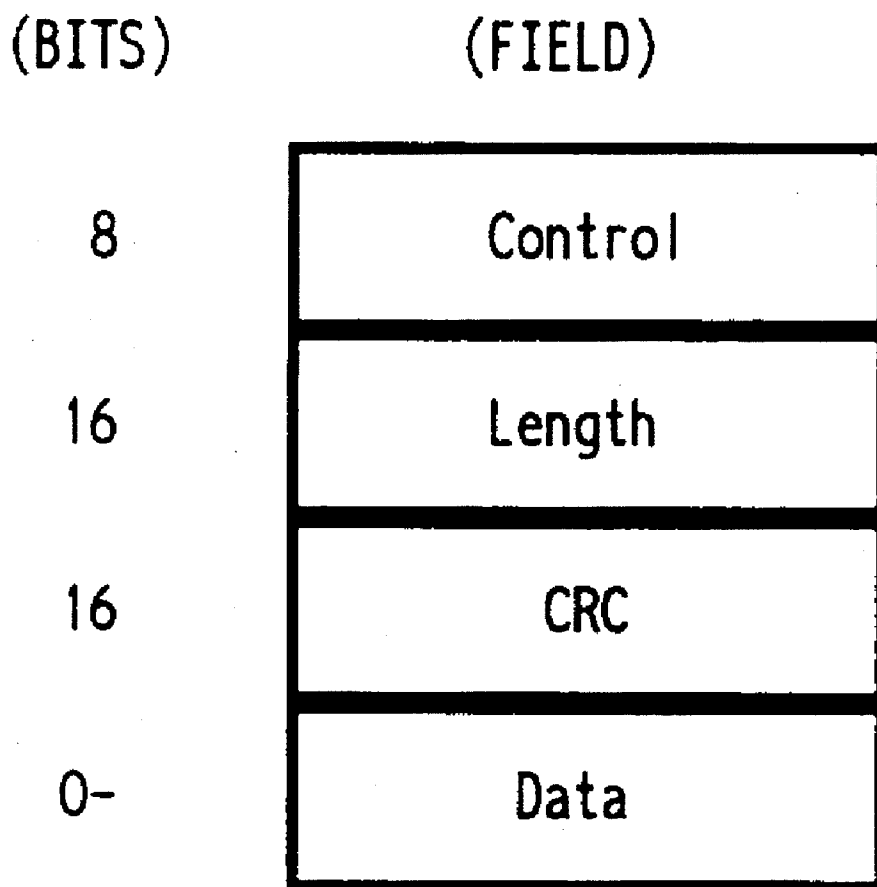 (BITS) (FIELD)
8 Control
16 Length
16 CRC
0- Data